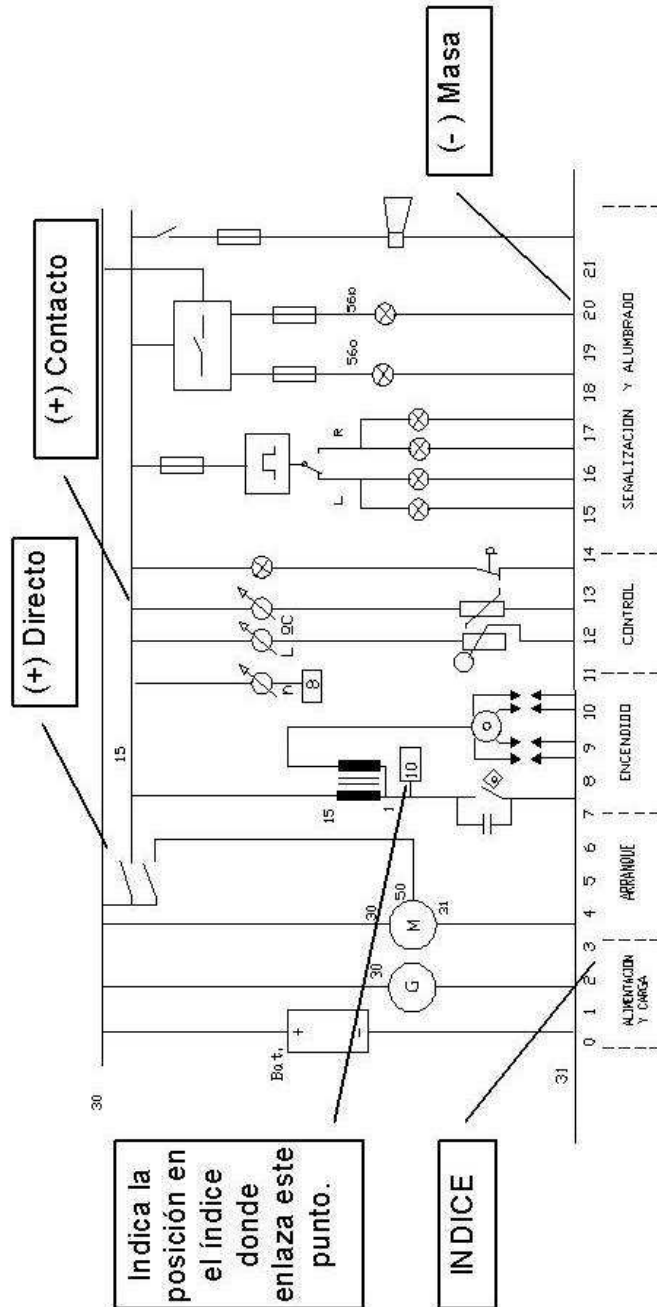 (+) Directo
(+) Contacto
(-) Masa
Indica la
posición en
el índice
donde
enlaza este
punto.
INDICE
30
15
31
Bat.
+
-
G
30
M
30
50
31
15
1
10
n
8
L
ºC
L
R
56a
56b
0 1 2 3 4 5 6 7 8 9 10 11 12 13 14 15 16 17 18 19 20 21
ALIMENTACION
Y CARGA
ARRANQUE
ENCENDIDO
CONTROL
SEÑALIZACION Y ALUMBRADO